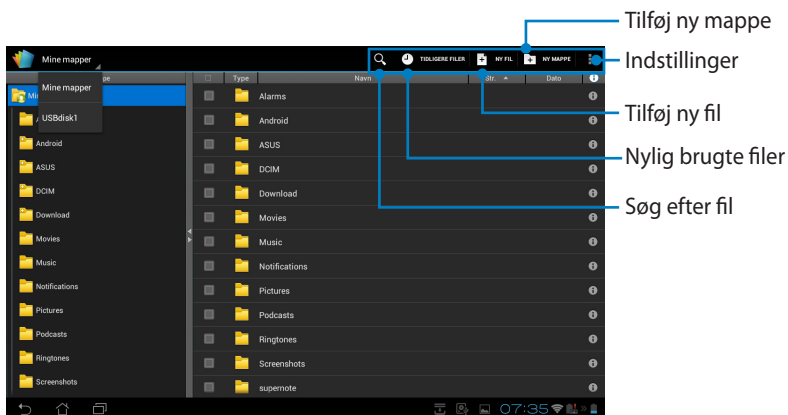 Tilføj ny mappe
Mine mapper
TIDLIGERE FILER
NY FIL
NY MAPPE
Indstillinger
Type
Navn
Str.
Dato
Mine mapper
USBdisk1
Android
ASUS
DCIM
Download
Movies
Music
Notifications
Pictures
Podcasts
Ringtones
Screenshots
Alarms
Android
ASUS
DCIM
Download
Movies
Music
Notifications
Pictures
Podcasts
Ringtones
Screenshots
supernote
Tilføj ny fil
Nylig brugte filer
Søg efter fil
07:35